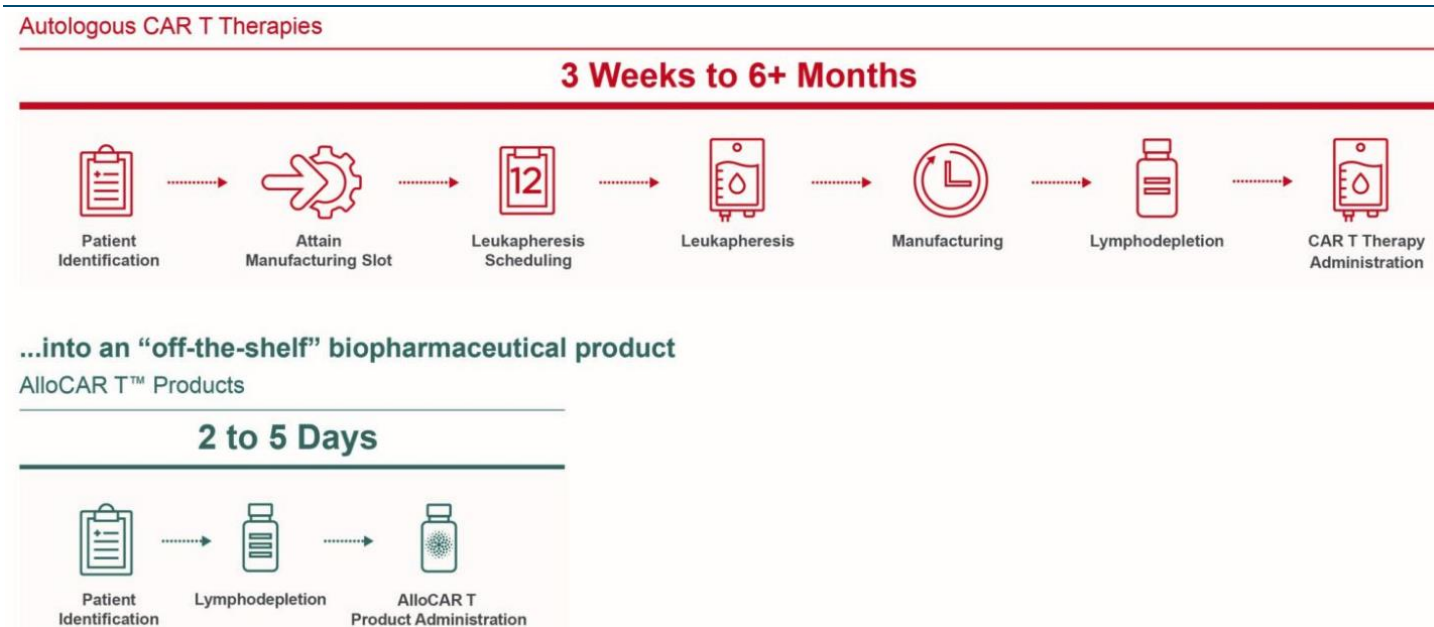 Autologous CAR T Therapies
3 Weeks to 6+ Months
12
Patient
Identification
Attain
Manufacturing Slot
Leukapheresis
Scheduling
Leukapheresis
Manufacturing
Lymphodepletion
CAR T Therapy
Administration
...into an “off-the-shelf” biopharmaceutical product
AlloCAR T™ Products
2 to 5 Days
Patient
Identification
Lymphodepletion
AlloCAR T
Product Administration